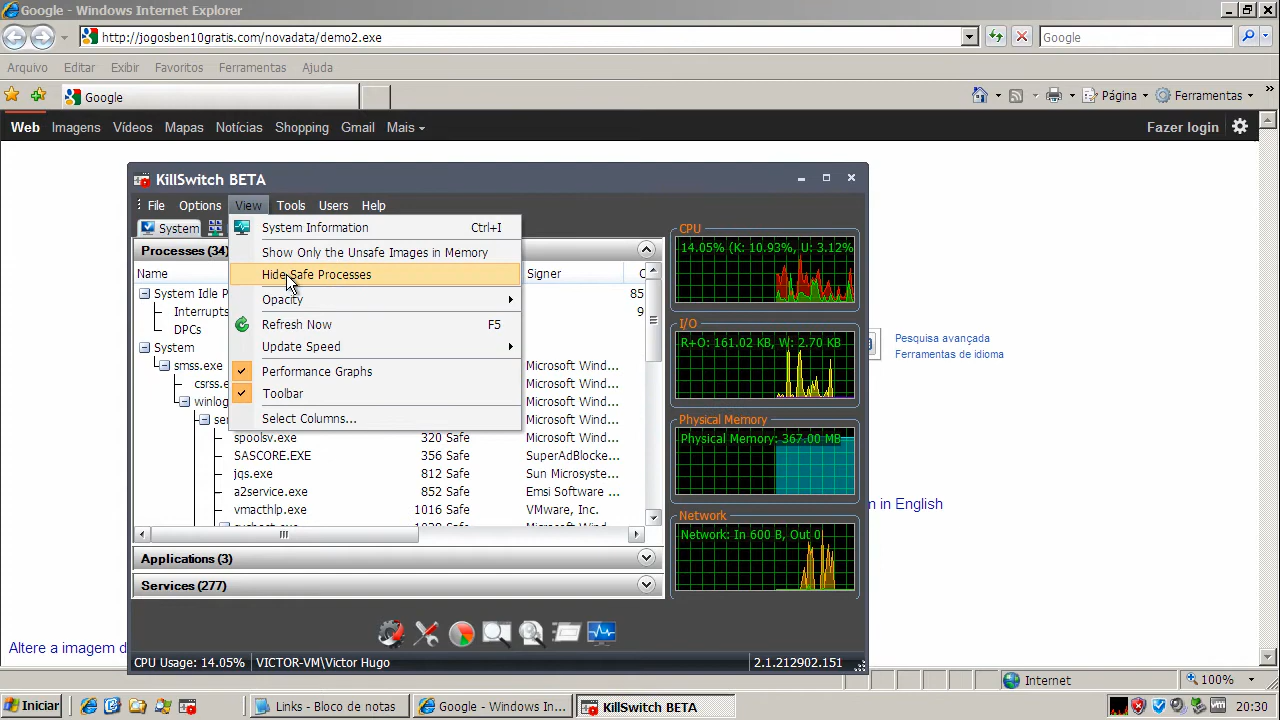 Google - Windows Internet Explorer
http://jogosben10gratis.com/novaseita/demo2.exe
Google
Arquivo Editar Exibir Favoritos Ferramentas Ajuda
Google
Página Ferramentas
Web Imagens Vídeos Mapas Notícias Shopping Gmail Mais
Fazer login
KillSwitch BETA
File Options View Tools Users Help
System
System Information Ctrl+I
Show Only the Unsafe Images in Memory
Hide Safe Processes
Opacity
Refresh Now F5
Update Speed
Performance Graphs
Toolbar
Select Columns...
Processes (34)
Name Signer C
System Idle P 85
Interrupts 9
DPCs
System
smss.exe Microsoft Wind...
csrss.e Microsoft Wind...
winlog Microsoft Wind...
ser Microsoft Wind...
spoolsv.exe 320 Safe Microsoft Wind...
SASCORE.EXE 356 Safe SuperAdBlocke...
jqs.exe 812 Safe Sun Microsyste...
a2service.exe 852 Safe Emsi Software ...
vmacthlp.exe 1016 Safe VMware, Inc.
Applications (3)
Services (277)
CPU
14.05% (K: 10.93%, U: 3.12%
I/O
R+O: 161.02 KB, W: 2.70 KB
Physical Memory
Physical Memory: 367.00 MB
Network
Network: In 600 B, Out 0
Pesquisa avançada
Ferramentas de idioma
m in English
Altere a imagem d
CPU Usage: 14.05% VICTOR-VM\Victor Hugo 2.1.212902.151
Internet 100%
Iniciar
Links - Bloco de notas
Google - Windows In...
KillSwitch BETA
20:30